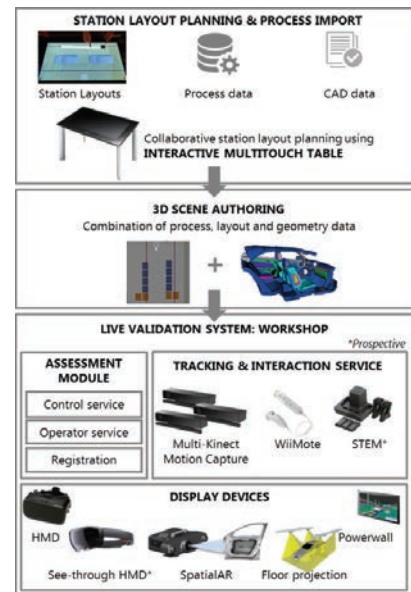 STATION LAYOUT PLANNING & PROCESS IMPORT
Station Layouts
Process data
CAD data
Collaborative station layout planning using
INTERACTIVE MULTITOUCH TABLE
3D SCENE AUTHORING
Combination of process, layout and geometry data
+
LIVE VALIDATION SYSTEM: WORKSHOP
*Prospective
ASSESSMENT
MODULE
Control service
Operator service
Registration
TRACKING & INTERACTION SERVICE
Multi-Kinect
Motion Capture
WiiMote
STEM*
DISPLAY DEVICES
HMD
Powerwall
See-through HMD*
SpatialAR
Floor projection